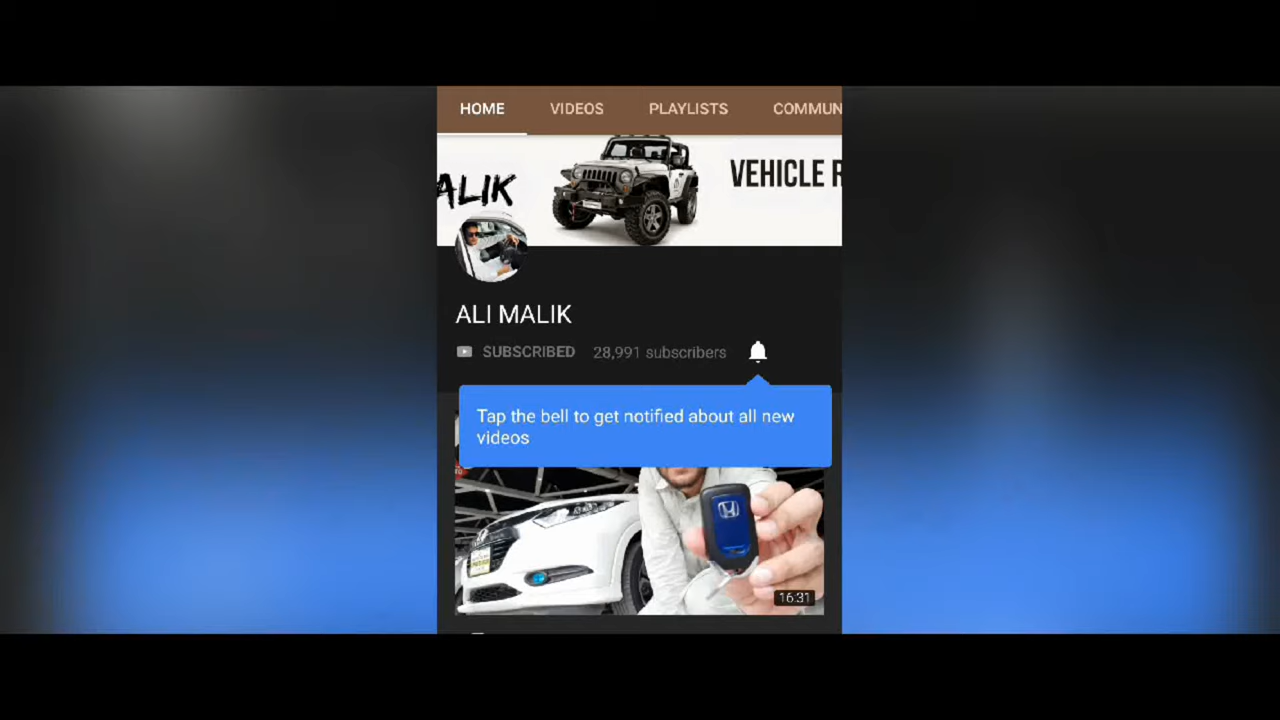 HOME VIDEOS PLAYLISTS COMMUN
ALIK
VEHICLE R
ALI MALIK
SUBSCRIBED 28,991 subscribers
Tap the bell to get notified about all new
videos
16:31